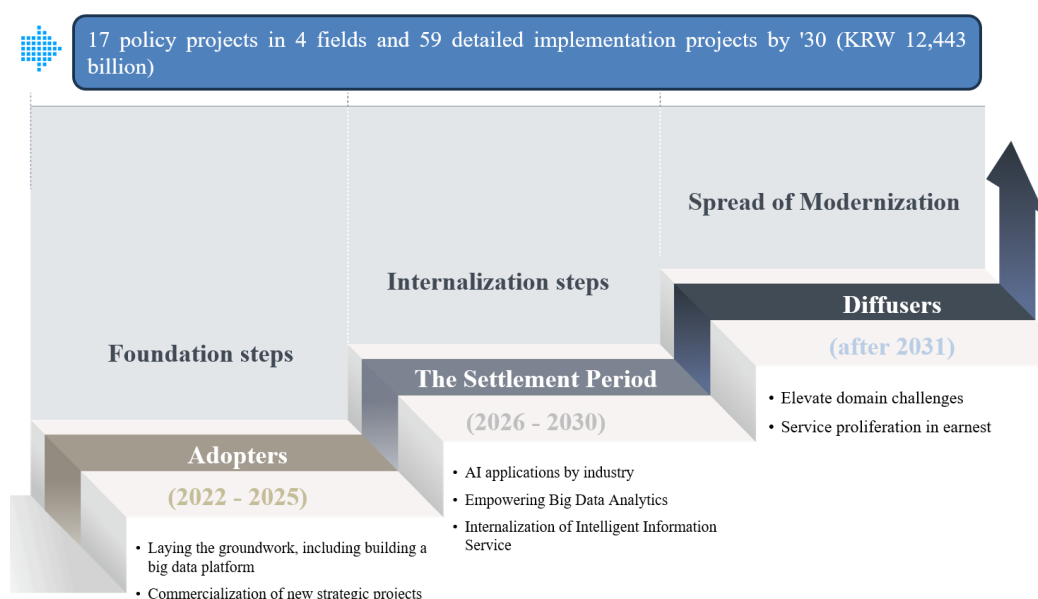 17 policy projects in 4 fields and 59 detailed implementation projects by '30 (KRW 12,443
billion)
Spread of Modernization
Internalization steps
Foundation steps
Diffusers
(after 2031)
• Elevate domain challenges
• Service proliferation in earnest
The Settlement Period
(2026 - 2030)
• AI applications by industry
• Empowering Big Data Analytics
• Internalization of Intelligent Information
Service
Adopters
(2022 - 2025)
• Laying the groundwork, including building a
big data platform
• Commercialization of new strategic projects